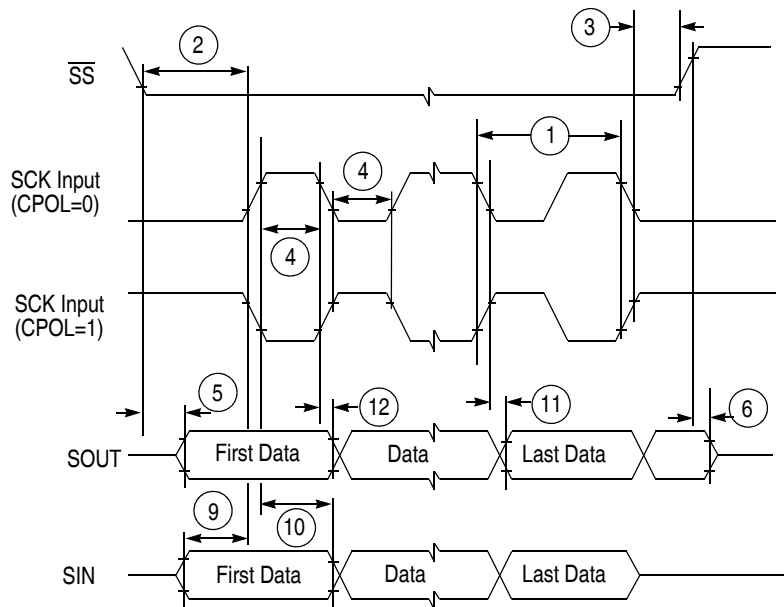 2
3
SS
1
SCK Input
(CPOL=0)
4
4
SCK Input
(CPOL=1)
5
12
11
6
SOUT
First Data
Data
Last Data
9
10
SIN
First Data
Data
Last Data